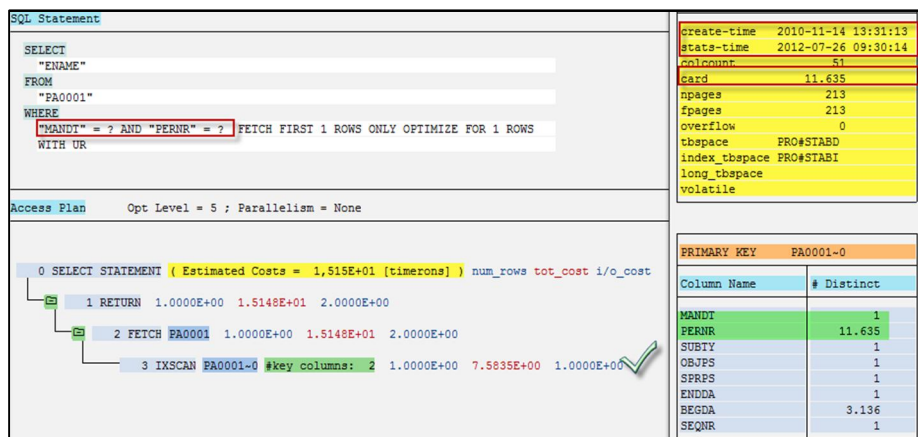 SQL Statement
SELECT
"ENAME"
FROM
"PA0001"
WHERE
"MANDT" = ? AND "PERNR" = ? FETCH FIRST 1 ROWS ONLY OPTIMIZE FOR 1 ROWS
WITH UR
Access Plan Opt Level = 5 ; Parallelism = None
0 SELECT STATEMENT ( Estimated Costs = 1,515E+01 [timerons] ) num_rows tot_cost i/o_cost
1 RETURN 1.0000E+00 1.5148E+01 2.0000E+00
2 FETCH PA0001 1.0000E+00 1.5148E+01 2.0000E+00
3 IXSCAN PA0001~0 #key columns: 2 1.0000E+00 7.5835E+00 1.0000E+00
create-time 2010-11-14 13:31:13
stats-time 2012-07-26 09:30:14
colcount 51
card 11.635
npages 213
fpages 213
overflow 0
tbspace PRO#STABD
index_tbspace PRO#STABI
long_tbspace
volatile
PRIMARY KEY PA0001~0
Column Name # Distinct
MANDT 1
PERNR 11.635
SUBTY 1
OBJPS 1
SPRPS 1
ENDDA 1
BEGDA 3.136
SEQNR 1